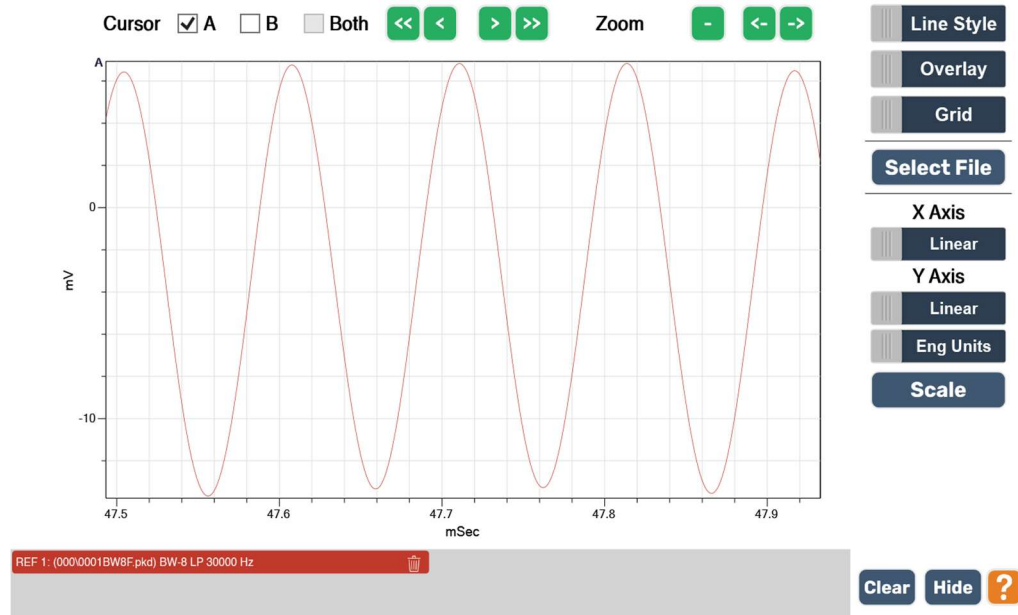 Cursor A B Both << < > >> Zoom - <- ->
Line Style
Overlay
Grid
Select File
X Axis
Linear
Y Axis
Linear
Eng Units
Scale
A
0
mV
-10
47.5 47.6 47.7 47.8 47.9
mSec
REF 1: (000\0001BW8F.pkd) BW-8 LP 30000 Hz
Clear Hide ?